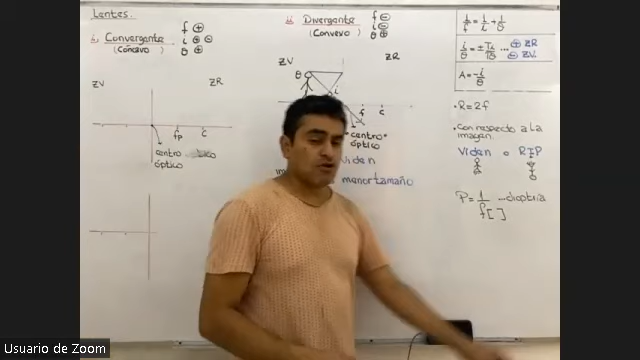 Lentes.
i. Convergente
(Cóncavo)
f ⊕
i ⊕ ⊖
θ ⊕
ZV
ZR
fp
c
centro
óptico
ii. Divergente
(Convexo)
f ⊖
i ⊖
θ ⊕
ZV
ZR
θ
i
f
c
centro
óptico
Viden
menor tamaño
1/f = 1/i + 1/θ
i/θ = ± Ti/Tθ ... ⊕ ZR
⊖ ZV.
A = -i/θ
• R = 2f
• Con respecto a la
imagen.
Viden o RIP
P = 1/f[ ] ... dioptria
Usuario de Zoom